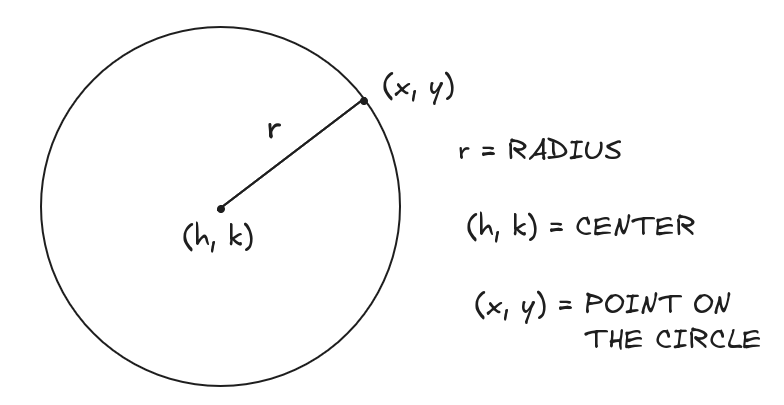 (x, y)
r
(h, k)
r = RADIUS
(h, k) = CENTER
(x, y) = POINT ON
THE CIRCLE